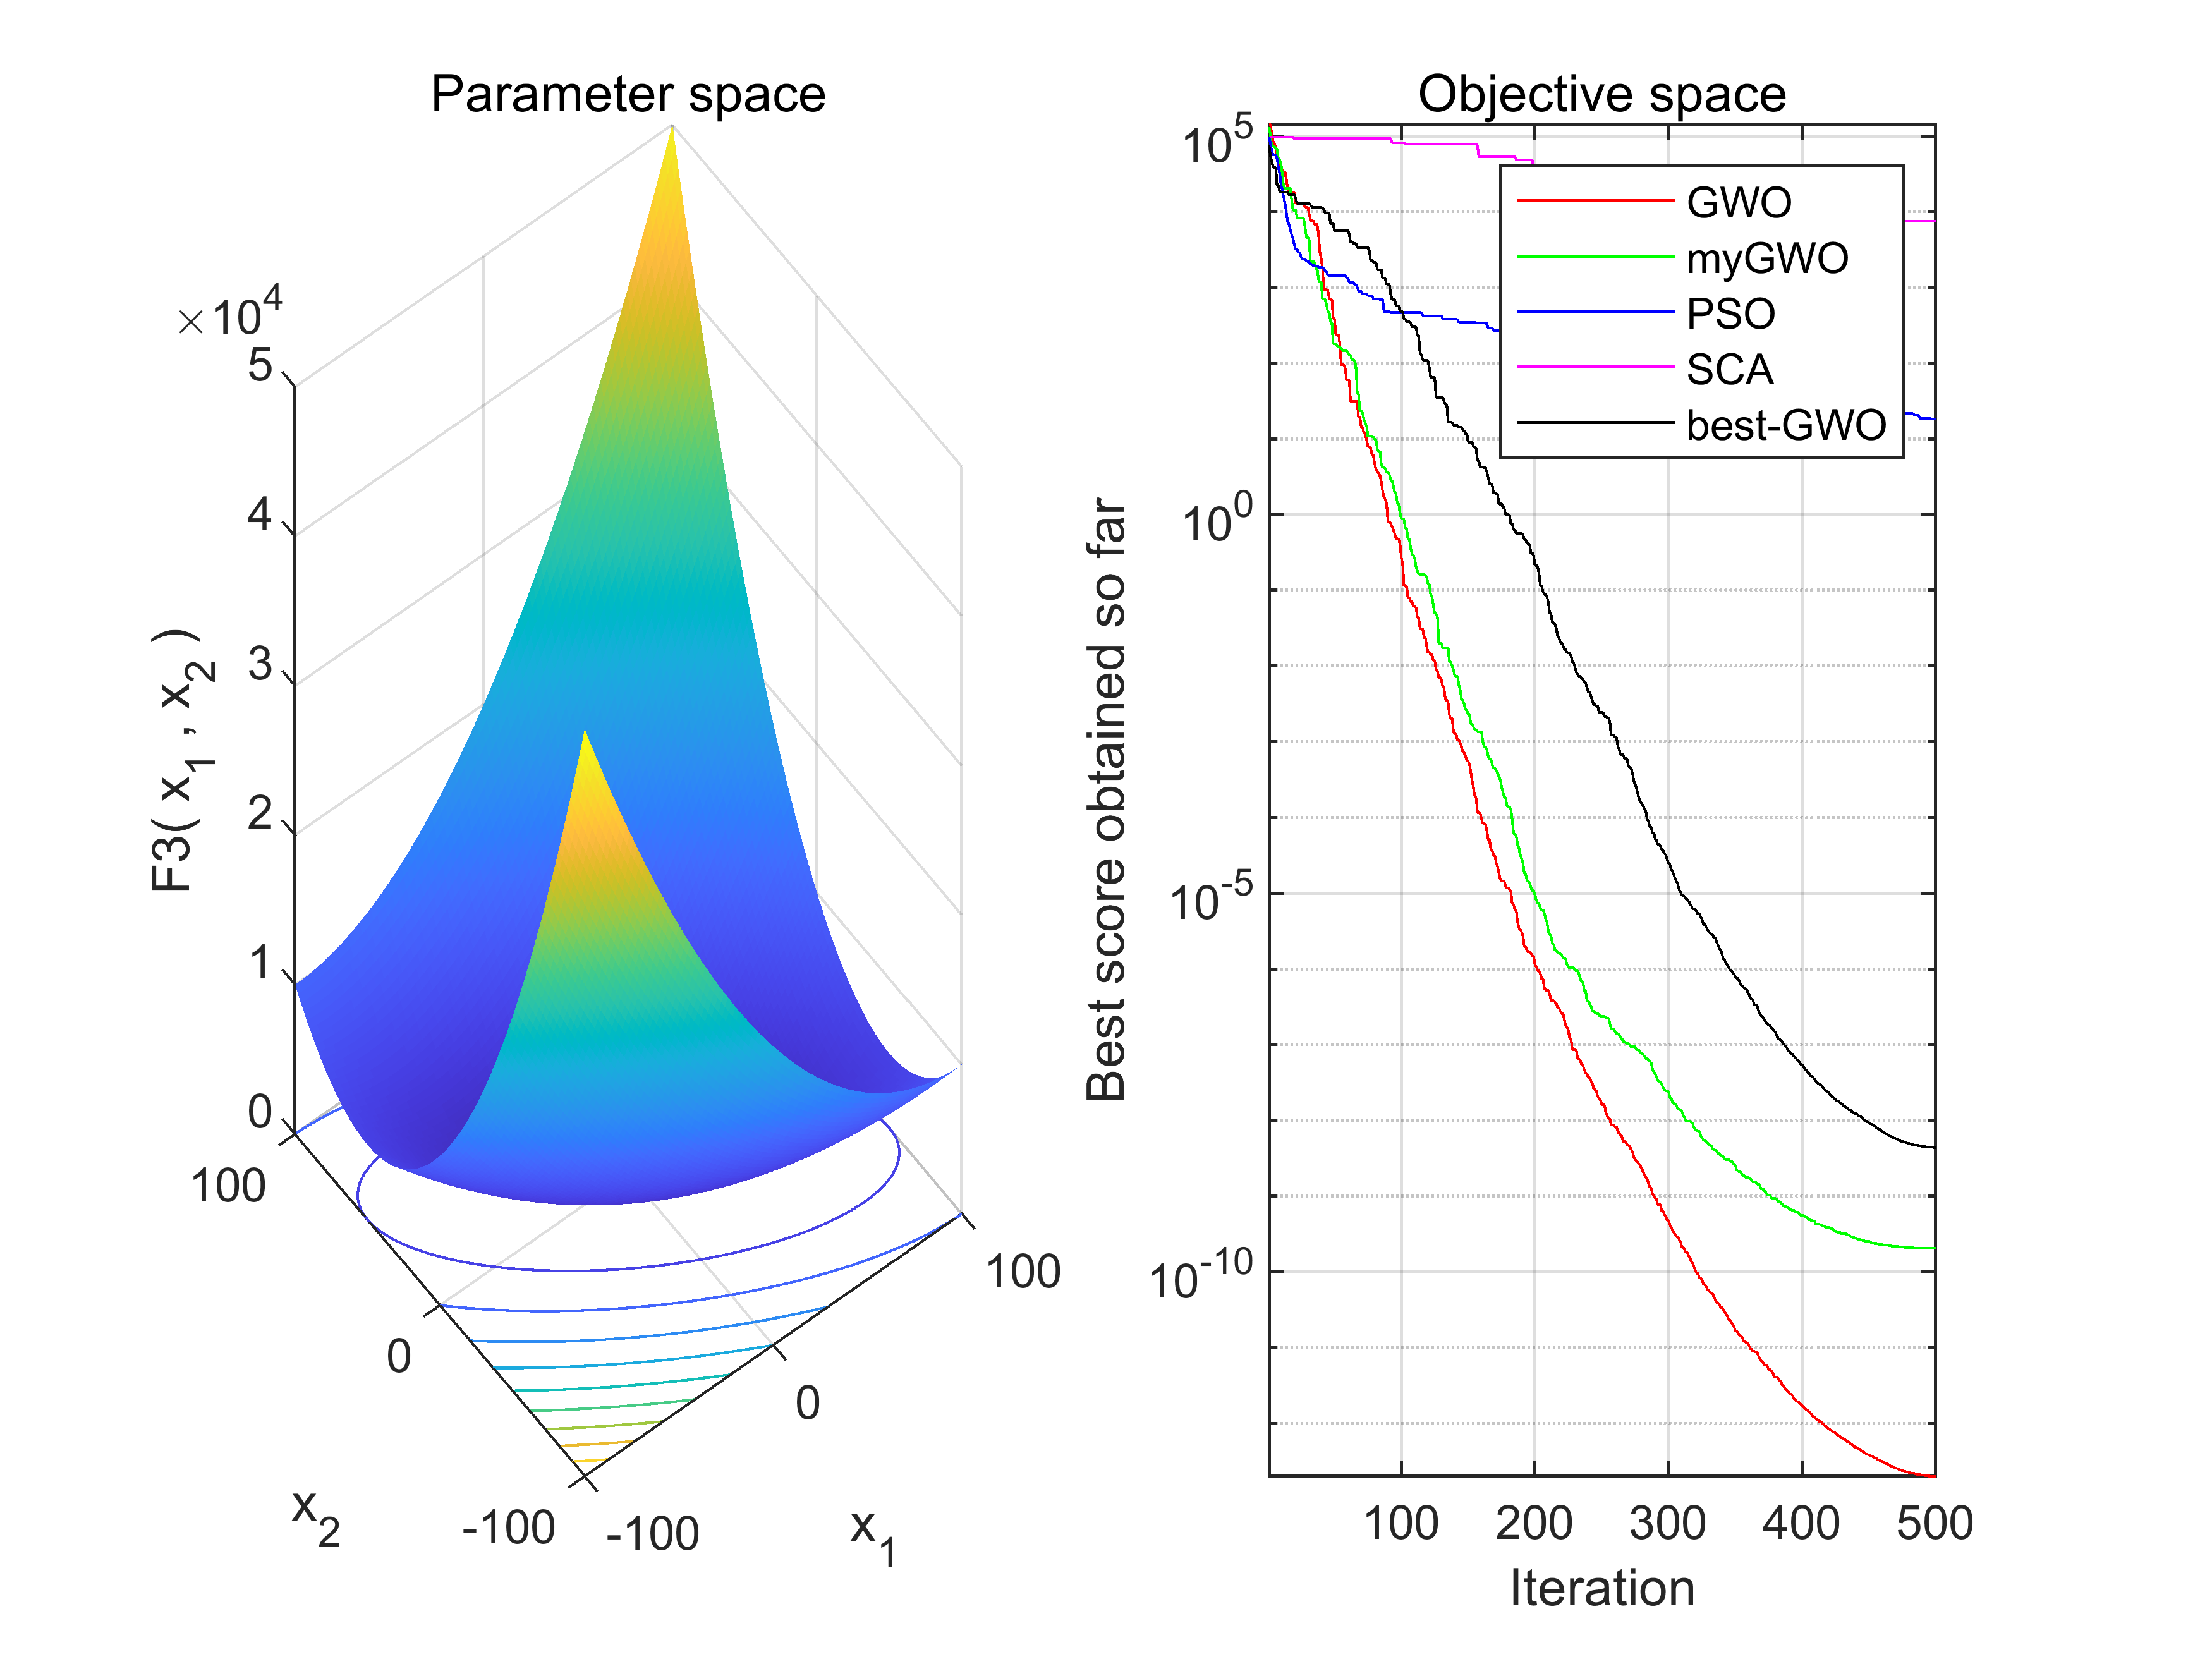 Parameter space
×10^4
5
4
3
2
1
0
F3( x_1 , x_2 )
100
0
-100
x_2
-100
0
100
x_1
Objective space
10^5
10^0
10^-5
10^-10
Best score obtained so far
GWO
myGWO
PSO
SCA
best-GWO
100 200 300 400 500
Iteration